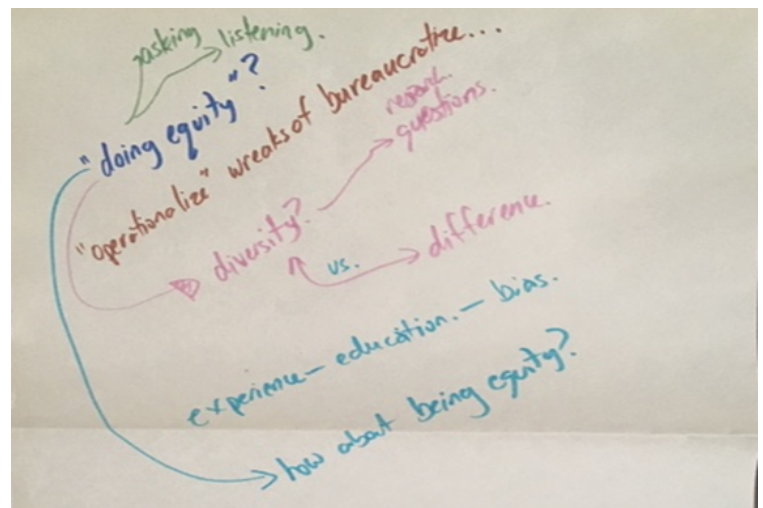 asking listening.
"doing equity"?
"operationalize" wreaks of bureaucratize...
research
questions.
diversity?
vs.
difference.
experience - education. - bias.
how about being equity?